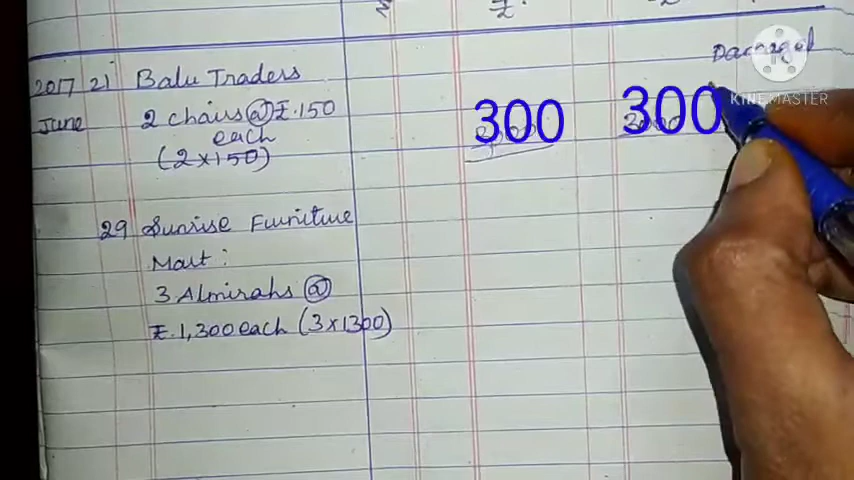 ₹ ₹ ₹
Damaged
KINEMASTER
2017 21 Balu Traders
June 2 chairs @ ₹.150 300 300
each
(2×150)
29 Sunrise Furniture
Mart :
3 Almirahs @
₹.1,300 each (3×1300)